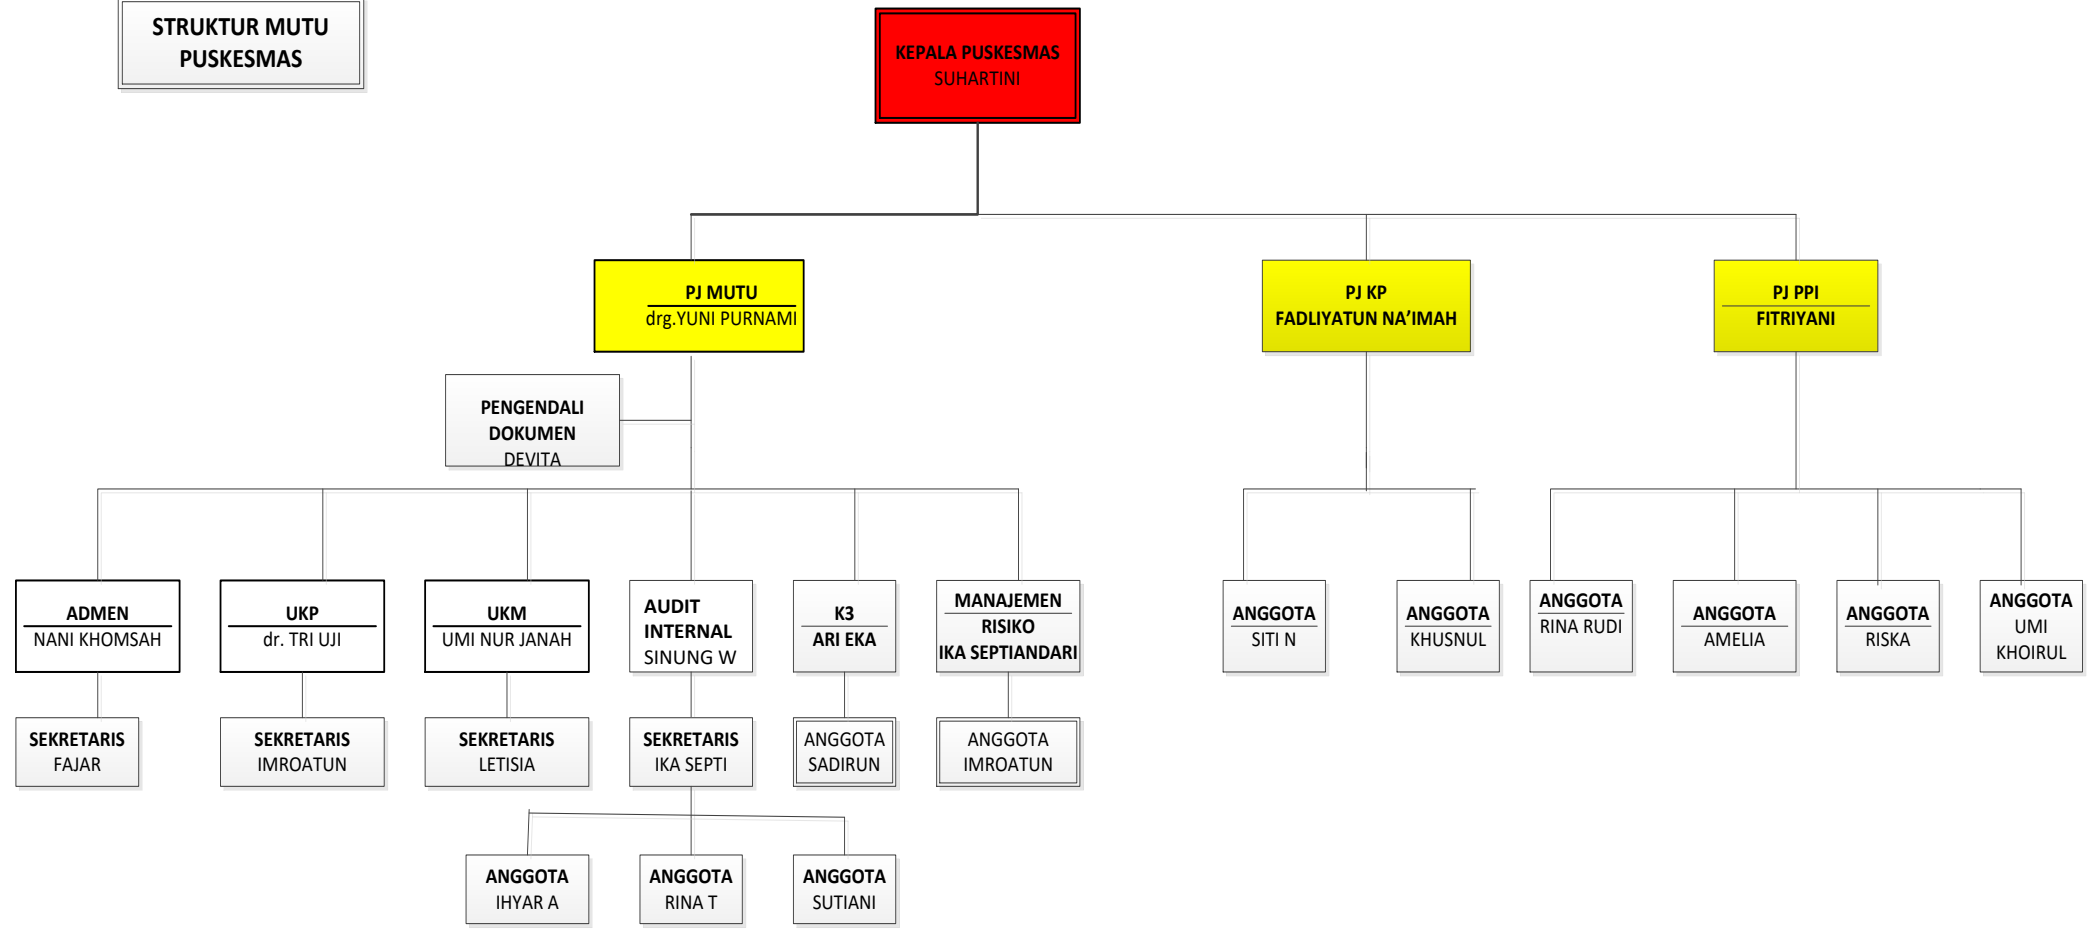 STRUKTUR MUTU
PUSKESMAS
KEPALA PUSKESMAS
SUHARTINI
PJ MUTU
drg.YUNI PURNAMI
PJ KP
FADLIYATUN NA’IMAH
PJ PPI
FITRIYANI
PENGENDALI
DOKUMEN
DEVITA
ADMEN
NANI KHOMSAH
UKP
dr. TRI UJI
UKM
UMI NUR JANAH
AUDIT
INTERNAL
SINUNG W
K3
ARI EKA
MANAJEMEN
RISIKO
IKA SEPTIANDARI
ANGGOTA
SITI N
ANGGOTA
KHUSNUL
ANGGOTA
RINA RUDI
ANGGOTA
AMELIA
ANGGOTA
RISKA
ANGGOTA
UMI
KHOIRUL
SEKRETARIS
FAJAR
SEKRETARIS
IMROATUN
SEKRETARIS
LETISIA
SEKRETARIS
IKA SEPTI
ANGGOTA
SADIRUN
ANGGOTA
IMROATUN
ANGGOTA
IHYAR A
ANGGOTA
RINA T
ANGGOTA
SUTIANI